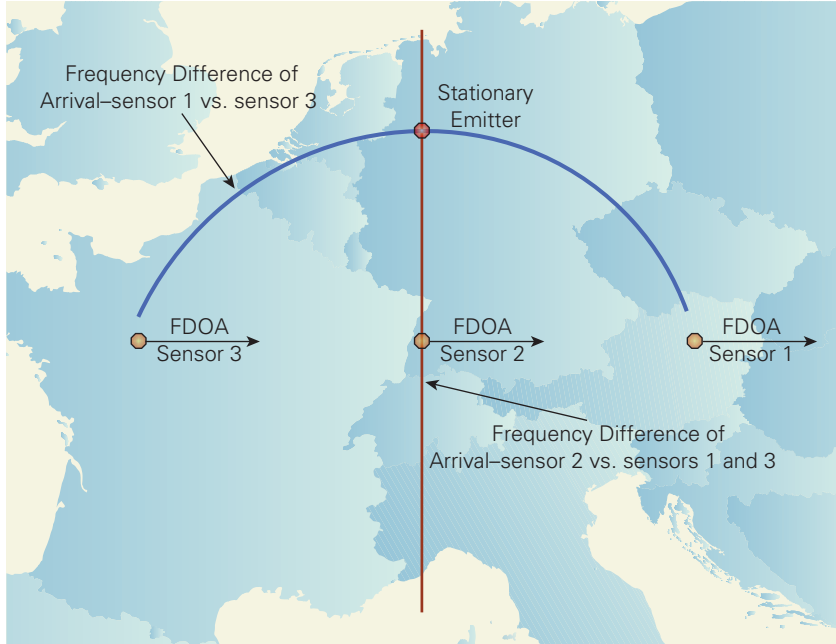 Frequency Difference of
Arrival–sensor 1 vs. sensor 3
Stationary
Emitter
FDOA
Sensor 3
FDOA
Sensor 2
FDOA
Sensor 1
Frequency Difference of
Arrival–sensor 2 vs. sensors 1 and 3